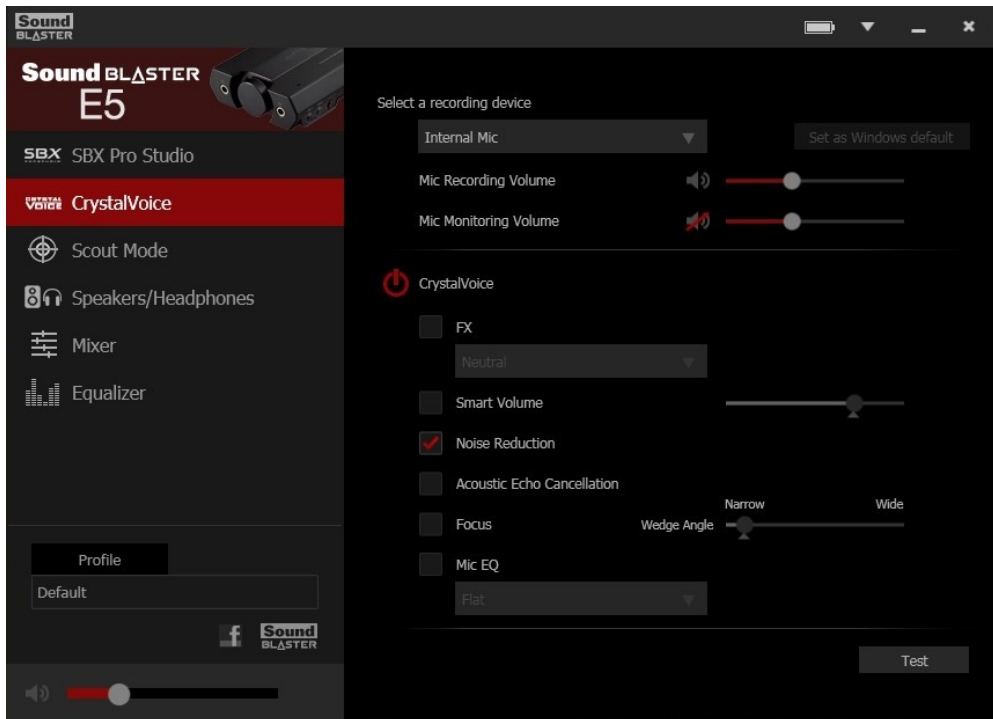 Sound
BLASTER
Sound BLASTER
E5
SBX SBX Pro Studio
CRYSTAL
VOICE CrystalVoice
Scout Mode
Speakers/Headphones
Mixer
Equalizer
Profile
Default
f Sound
BLASTER
Select a recording device
Internal Mic Set as Windows default
Mic Recording Volume
Mic Monitoring Volume
CrystalVoice
FX
Neutral
Smart Volume
Noise Reduction
Acoustic Echo Cancellation
Narrow Wide
Focus Wedge Angle
Mic EQ
Flat
Test